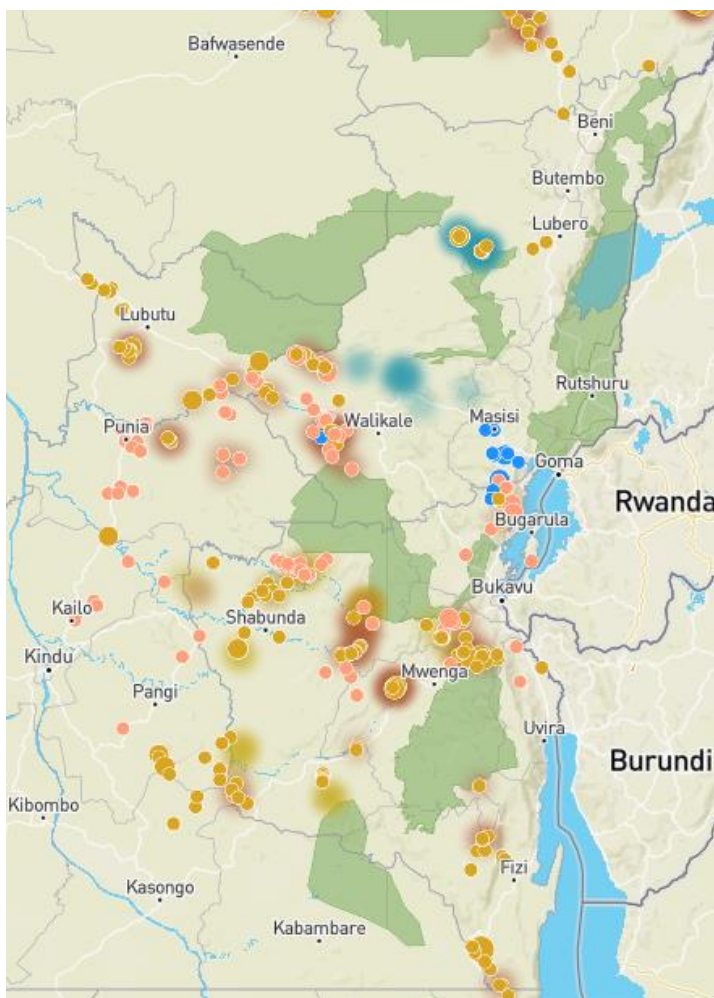 Bafwasende
Beni
Butembo
Lubero
Lubutu
Rutshuru
Punia
Walikale
Masisi
Goma
Rwanda
Bugarula
Bukavu
Kailo
Shabunda
Kindu
Mwenga
Pangi
Uvira
Burundi
Kibombo
Fizi
Kasongo
Kabambare